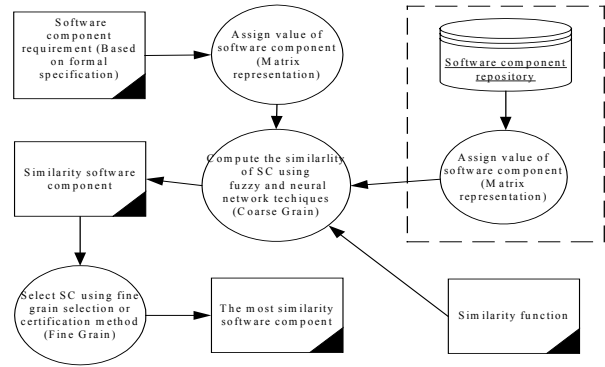 Software
component
requirement (Based
on formal
specification)
Assign value of
software component
(Matrix
representation)
Software component
repository
Similarity software
component
Compute the similarlity
of SC using
fuzzy and neural
network techiques
(Coarse Grain)
Assign value of
software component
(Matrix
representation)
Select SC using fine
grain selection or
certification method
(Fine Grain)
The most similarity
software compoent
Similarity function